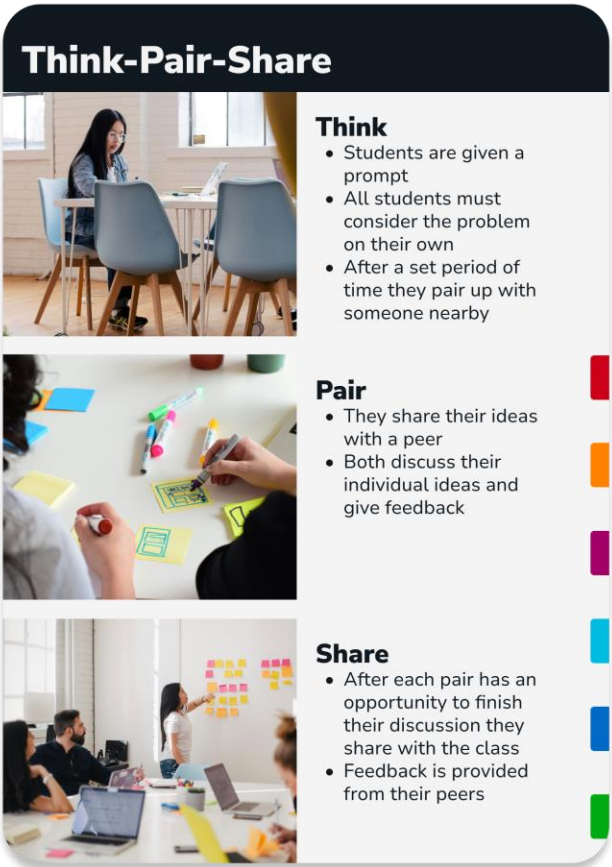 Think-Pair-Share
Think
• Students are given a
prompt
• All students must
consider the problem
on their own
• After a set period of
time they pair up with
someone nearby
Pair
• They share their ideas
with a peer
• Both discuss their
individual ideas and
give feedback
Share
• After each pair has an
opportunity to finish
their discussion they
share with the class
• Feedback is provided
from their peers